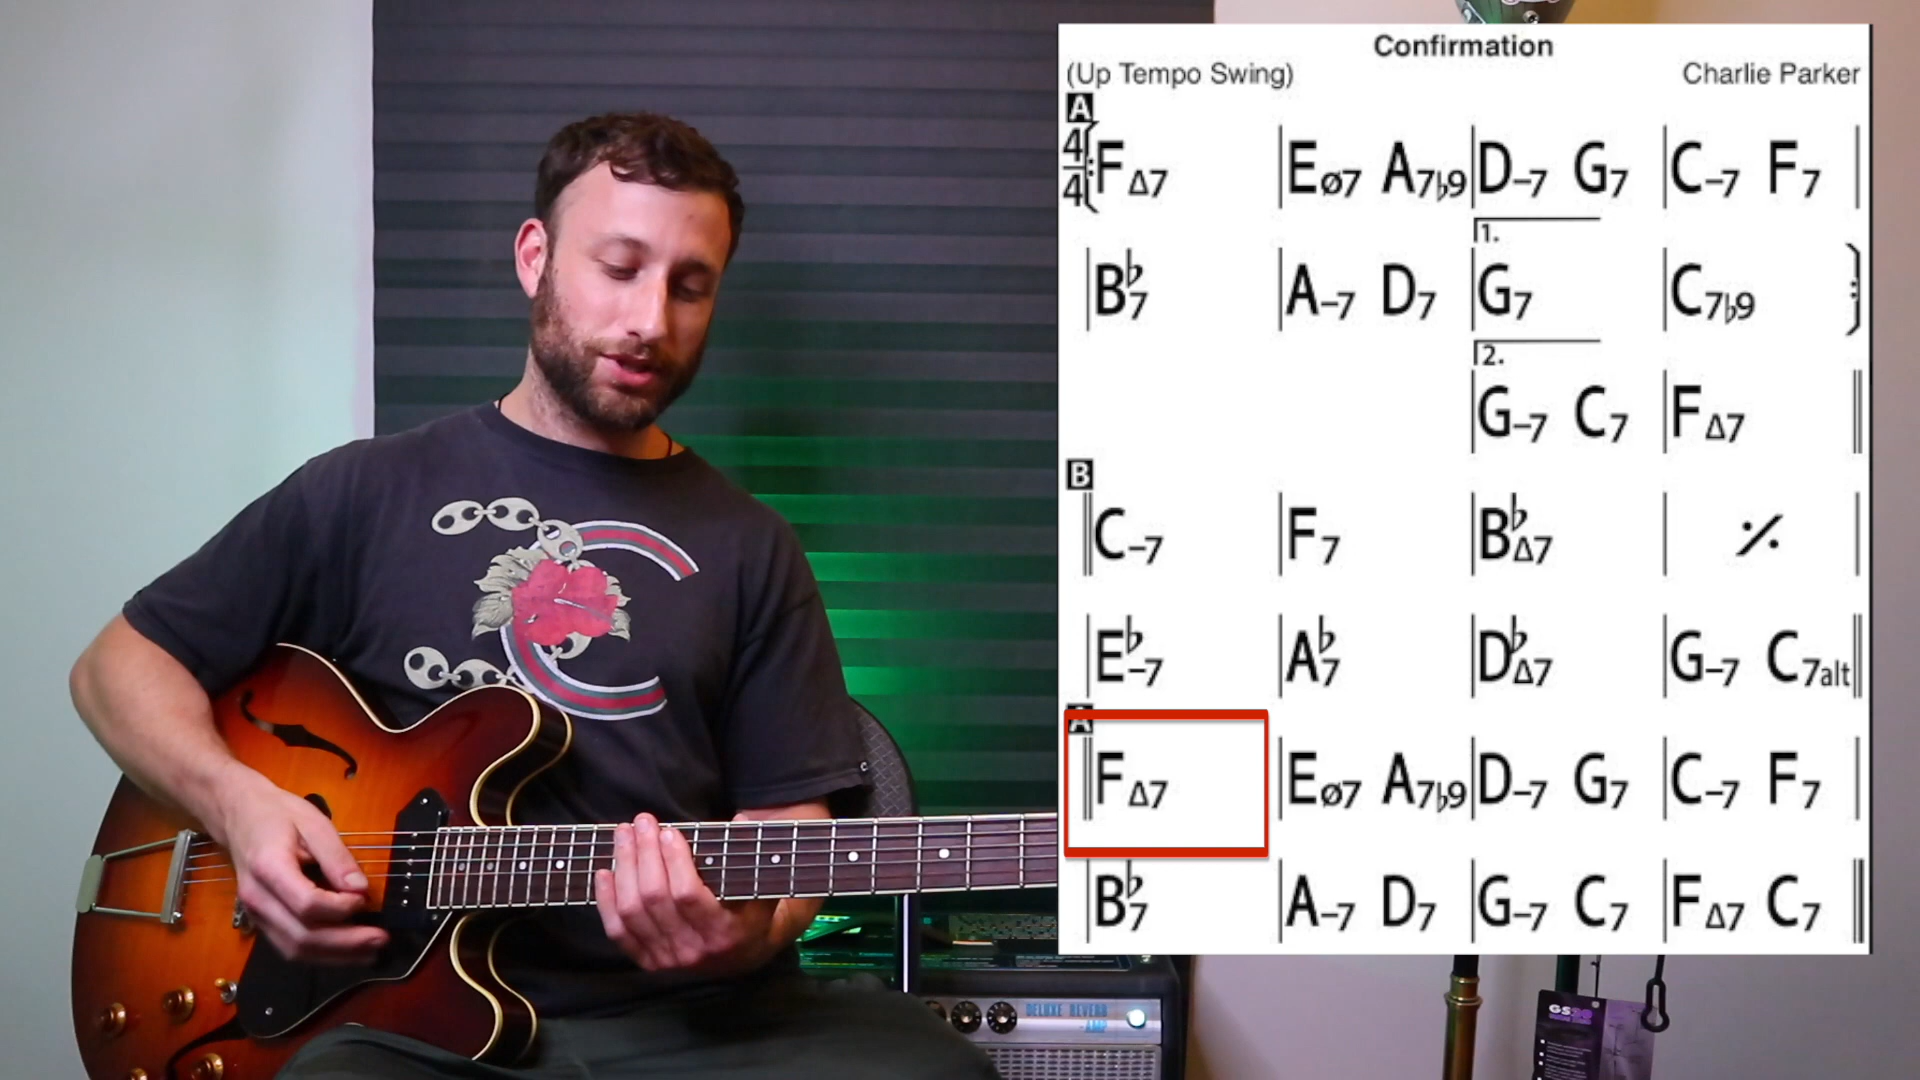 Confirmation
(Up Tempo Swing) Charlie Parker
A
4/4 FΔ7 Eø7 A7♭9 D-7 G7 C-7 F7
1.
B♭7 A-7 D7 G7 C7♭9
2.
G-7 C7 FΔ7
B
C-7 F7 B♭Δ7 𝄎
E♭-7 A♭7 D♭Δ7 G-7 C7alt
A
FΔ7 Eø7 A7♭9 D-7 G7 C-7 F7
B♭7 A-7 D7 G-7 C7 FΔ7 C7
DELUXE REVERB
-AMP
GS